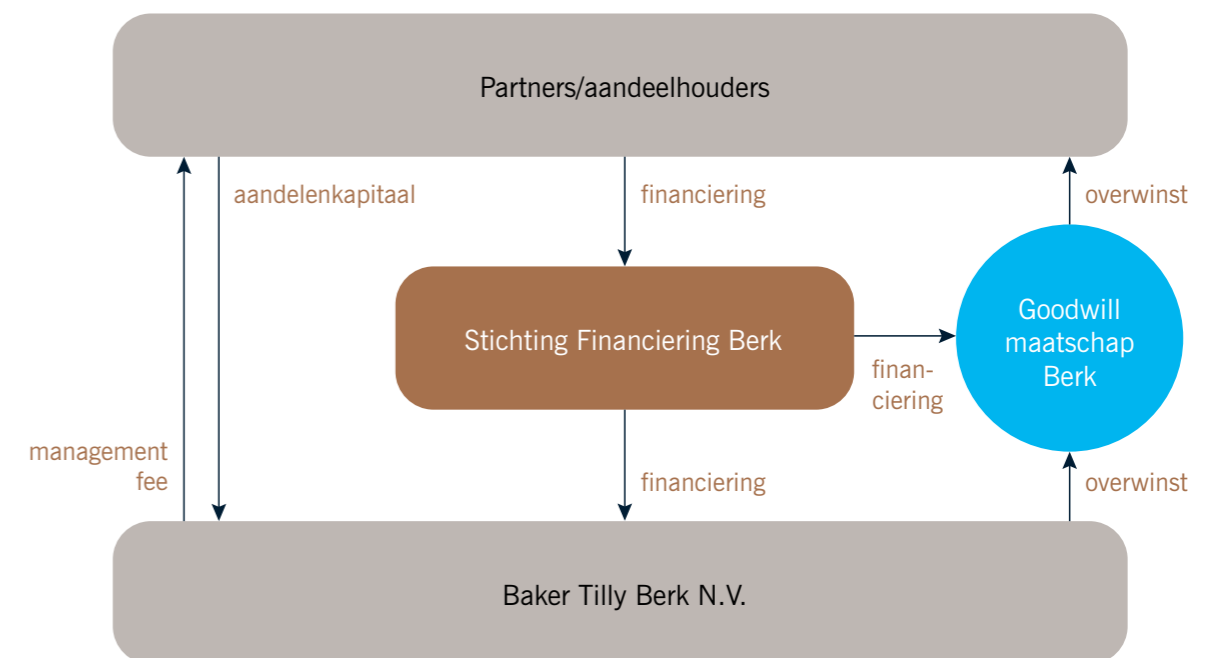 Partners/aandeelhouders
aandelenkapitaal
financiering
overwinst
Goodwill
maatschap
Berk
Stichting Financiering Berk
finan-
ciering
management
fee
financiering
overwinst
Baker Tilly Berk N.V.